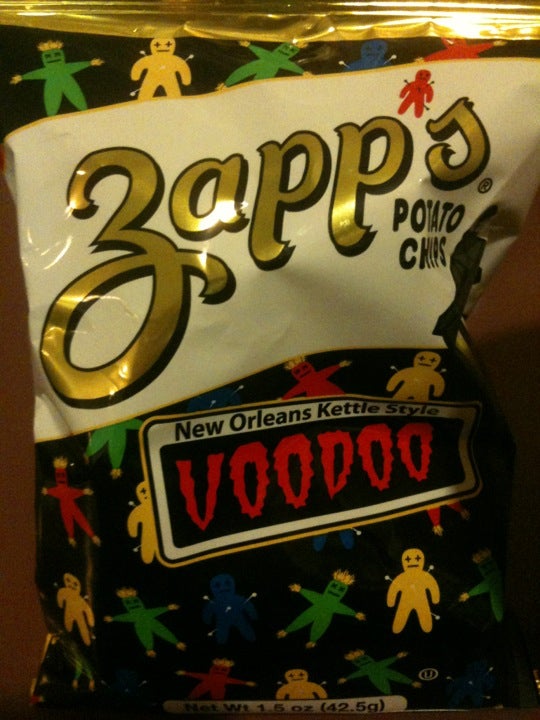 Zapp's®
POTATO
CHIPS
New Orleans Kettle Style
VOODOO
U
Net Wt 1.5 oz (42.5g)